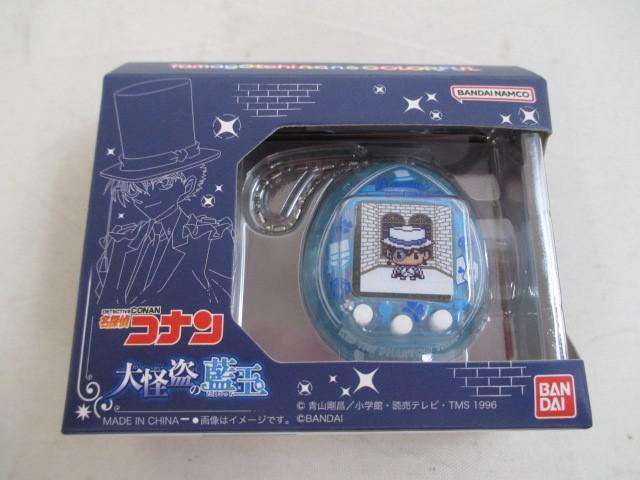 Tamagotchi nano COLORFUL
BANDAI NAMCO
DETECTIVE CONAN
名探偵
コナン
大怪盗の藍玉
MADE IN CHINA ●画像はイメージです。
© 青山剛昌/小学館・読売テレビ・TMS 1996
©BANDAI
BAN
DAI